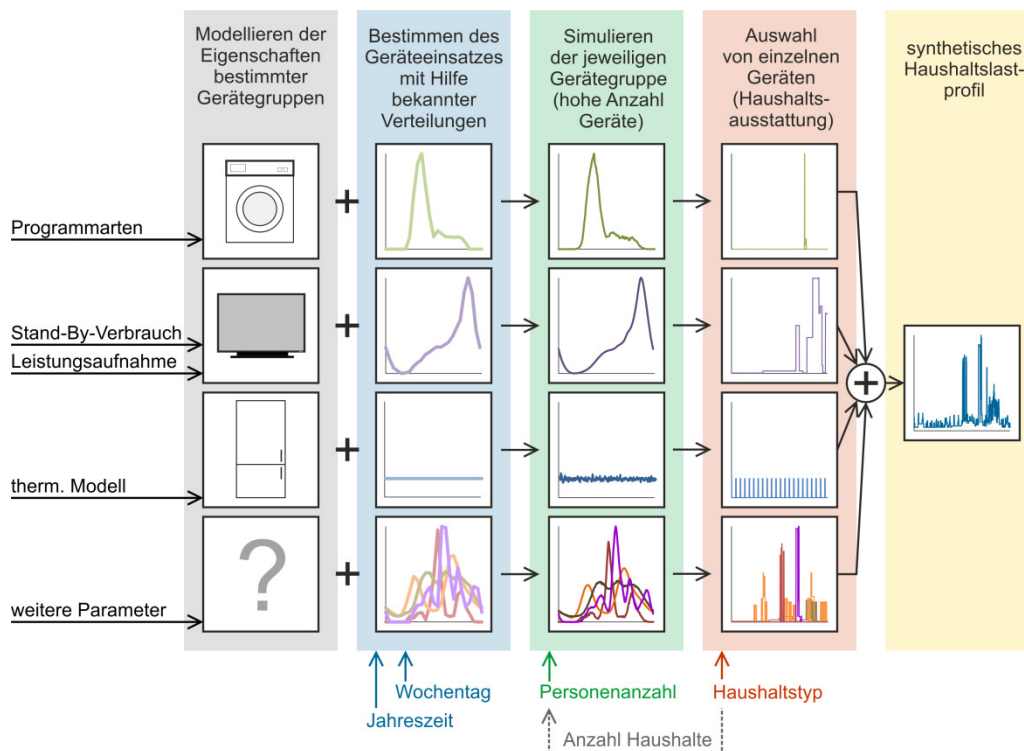 Modellieren der
Eigenschaften
bestimmter
Gerätegruppen
Bestimmen des
Geräteeinsatzes
mit Hilfe
bekannter
Verteilungen
Simulieren
der jeweiligen
Gerätegruppe
(hohe Anzahl
Geräte)
Auswahl
von einzelnen
Geräten
(Haushalts-
ausstattung)
synthetisches
Haushaltslast-
profil
Programmarten
Stand-By-Verbrauch
Leistungsaufnahme
therm. Modell
weitere Parameter
?
+
+
+
+
+
Wochentag
Jahreszeit
Personenanzahl
Haushaltstyp
Anzahl Haushalte